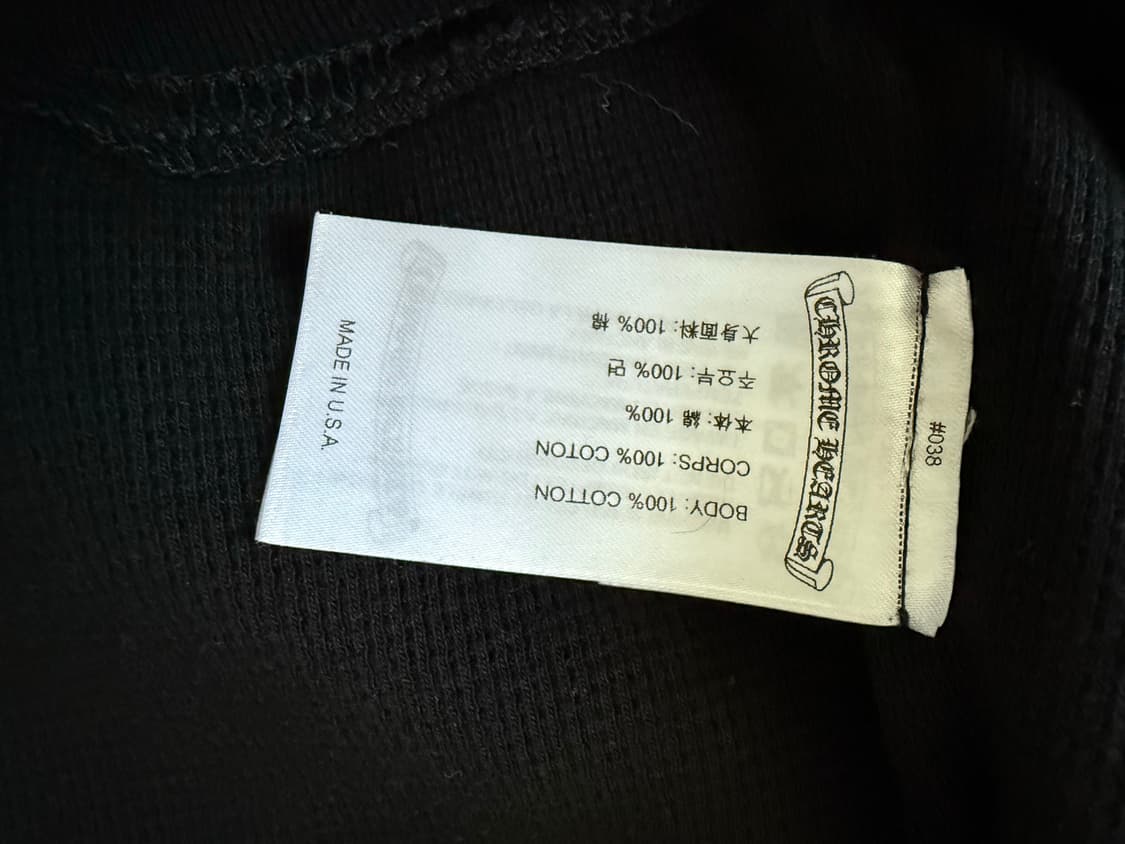 #038
CHROME HEARTS
BODY: 100% COTTON
CORPS: 100% COTON
本体: 綿 100%
주요부: 100% 면
大身面料: 100% 棉
MADE IN U.S.A.